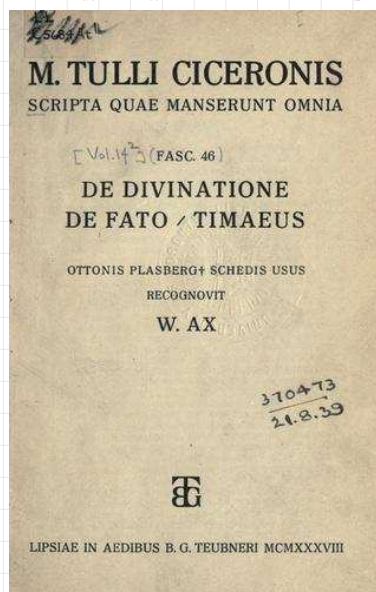 M. TULLI CICERONIS
SCRIPTA QUAE MANSERUNT OMNIA
[Vol.14²] (FASC. 46)
DE DIVINATIONE
DE FATO / TIMAEUS
OTTONIS PLASBERG† SCHEDIS USUS
RECOGNOVIT
W. AX
370473
21.8.39
BG
LIPSIAE IN AEDIBUS B. G. TEUBNERI MCMXXXVIII